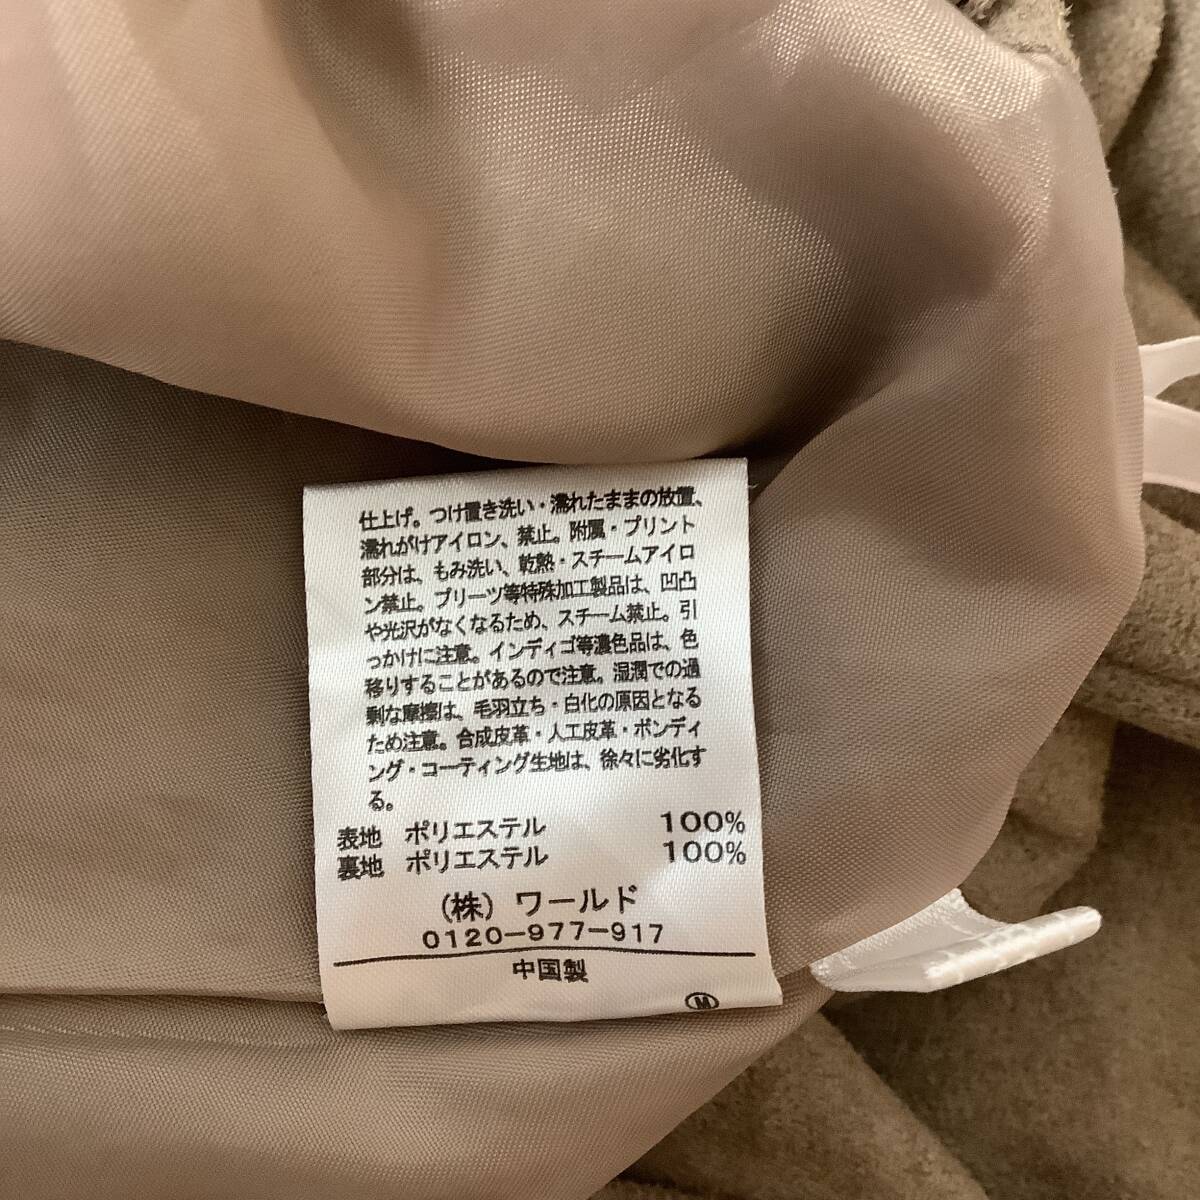 仕上げ。つけ置き洗い・濡れたままの放置、
濡れがけアイロン、禁止。附属・プリント
部分は、もみ洗い、乾熱・スチームアイロ
ン禁止。プリーツ等特殊加工製品は、凹凸
や光沢がなくなるため、スチーム禁止。引
っかけに注意。インディゴ等濃色品は、色
移りすることがあるので注意。湿潤での過
剰な摩擦は、毛羽立ち・白化の原因となる
ため注意。合成皮革・人工皮革・ボンディ
ング・コーティング生地は、徐々に劣化す
る。
表地 ポリエステル 100%
裏地 ポリエステル 100%
(株) ワールド
0120-977-917
中国製
Ⓜ